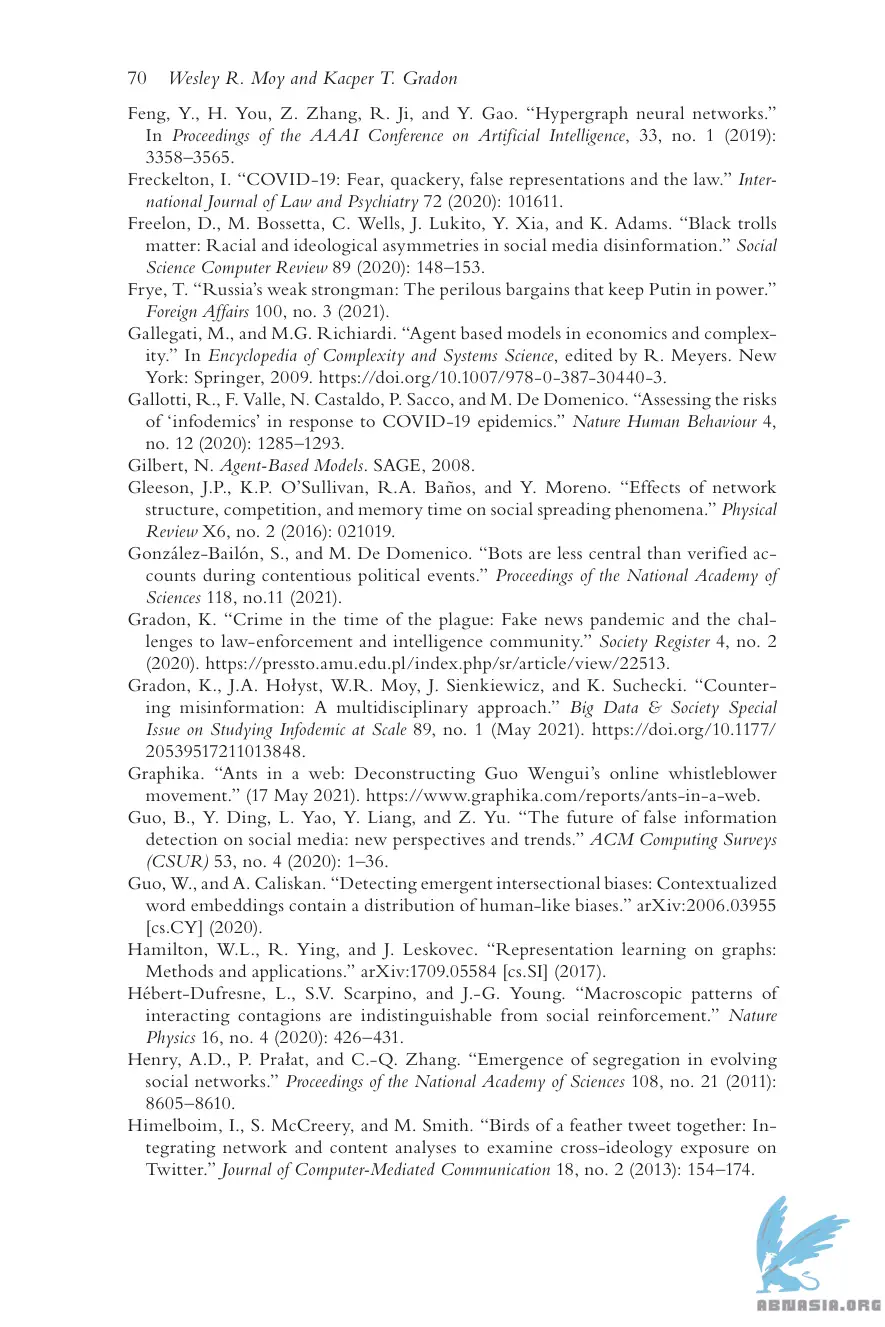 70 Wesley R. Moy and Kacper T. Gradon
Feng, Y., H. You, Z. Zhang, R. Ji, and Y. Gao. “Hypergraph neural networks.”
In Proceedings of the AAAI Conference on Artificial Intelligence, 33, no. 1 (2019):
3358–3565.
Freckelton, I. “COVID-19: Fear, quackery, false representations and the law.” Inter-
national Journal of Law and Psychiatry 72 (2020): 101611.
Freelon, D., M. Bossetta, C. Wells, J. Lukito, Y. Xia, and K. Adams. “Black trolls
matter: Racial and ideological asymmetries in social media disinformation.” Social
Science Computer Review 89 (2020): 148–153.
Frye, T. “Russia’s weak strongman: The perilous bargains that keep Putin in power.”
Foreign Affairs 100, no. 3 (2021).
Gallegati, M., and M.G. Richiardi. “Agent based models in economics and complex-
ity.” In Encyclopedia of Complexity and Systems Science, edited by R. Meyers. New
York: Springer, 2009. https://doi.org/10.1007/978-0-387-30440-3.
Gallotti, R., F. Valle, N. Castaldo, P. Sacco, and M. De Domenico. “Assessing the risks
of ‘infodemics’ in response to COVID-19 epidemics.” Nature Human Behaviour 4,
no. 12 (2020): 1285–1293.
Gilbert, N. Agent-Based Models. SAGE, 2008.
Gleeson, J.P., K.P. O’Sullivan, R.A. Baños, and Y. Moreno. “Effects of network
structure, competition, and memory time on social spreading phenomena.” Physical
Review X6, no. 2 (2016): 021019.
González-Bailón, S., and M. De Domenico. “Bots are less central than verified ac-
counts during contentious political events.” Proceedings of the National Academy of
Sciences 118, no.11 (2021).
Gradon, K. “Crime in the time of the plague: Fake news pandemic and the chal-
lenges to law-enforcement and intelligence community.” Society Register 4, no. 2
(2020). https://pressto.amu.edu.pl/index.php/sr/article/view/22513.
Gradon, K., J.A. Hołyst, W.R. Moy, J. Sienkiewicz, and K. Suchecki. “Counter-
ing misinformation: A multidisciplinary approach.” Big Data & Society Special
Issue on Studying Infodemic at Scale 89, no. 1 (May 2021). https://doi.org/10.1177/
20539517211013848.
Graphika. “Ants in a web: Deconstructing Guo Wengui’s online whistleblower
movement.” (17 May 2021). https://www.graphika.com/reports/ants-in-a-web.
Guo, B., Y. Ding, L. Yao, Y. Liang, and Z. Yu. “The future of false information
detection on social media: new perspectives and trends.” ACM Computing Surveys
(CSUR) 53, no. 4 (2020): 1–36.
Guo, W., and A. Caliskan. “Detecting emergent intersectional biases: Contextualized
word embeddings contain a distribution of human-like biases.” arXiv:2006.03955
[cs.CY] (2020).
Hamilton, W.L., R. Ying, and J. Leskovec. “Representation learning on graphs:
Methods and applications.” arXiv:1709.05584 [cs.SI] (2017).
Hébert-Dufresne, L., S.V. Scarpino, and J.-G. Young. “Macroscopic patterns of
interacting contagions are indistinguishable from social reinforcement.” Nature
Physics 16, no. 4 (2020): 426–431.
Henry, A.D., P. Prałat, and C.-Q. Zhang. “Emergence of segregation in evolving
social networks.” Proceedings of the National Academy of Sciences 108, no. 21 (2011):
8605–8610.
Himelboim, I., S. McCreery, and M. Smith. “Birds of a feather tweet together: In-
tegrating network and content analyses to examine cross-ideology exposure on
Twitter.” Journal of Computer-Mediated Communication 18, no. 2 (2013): 154–174.
ABNASIA.ORG